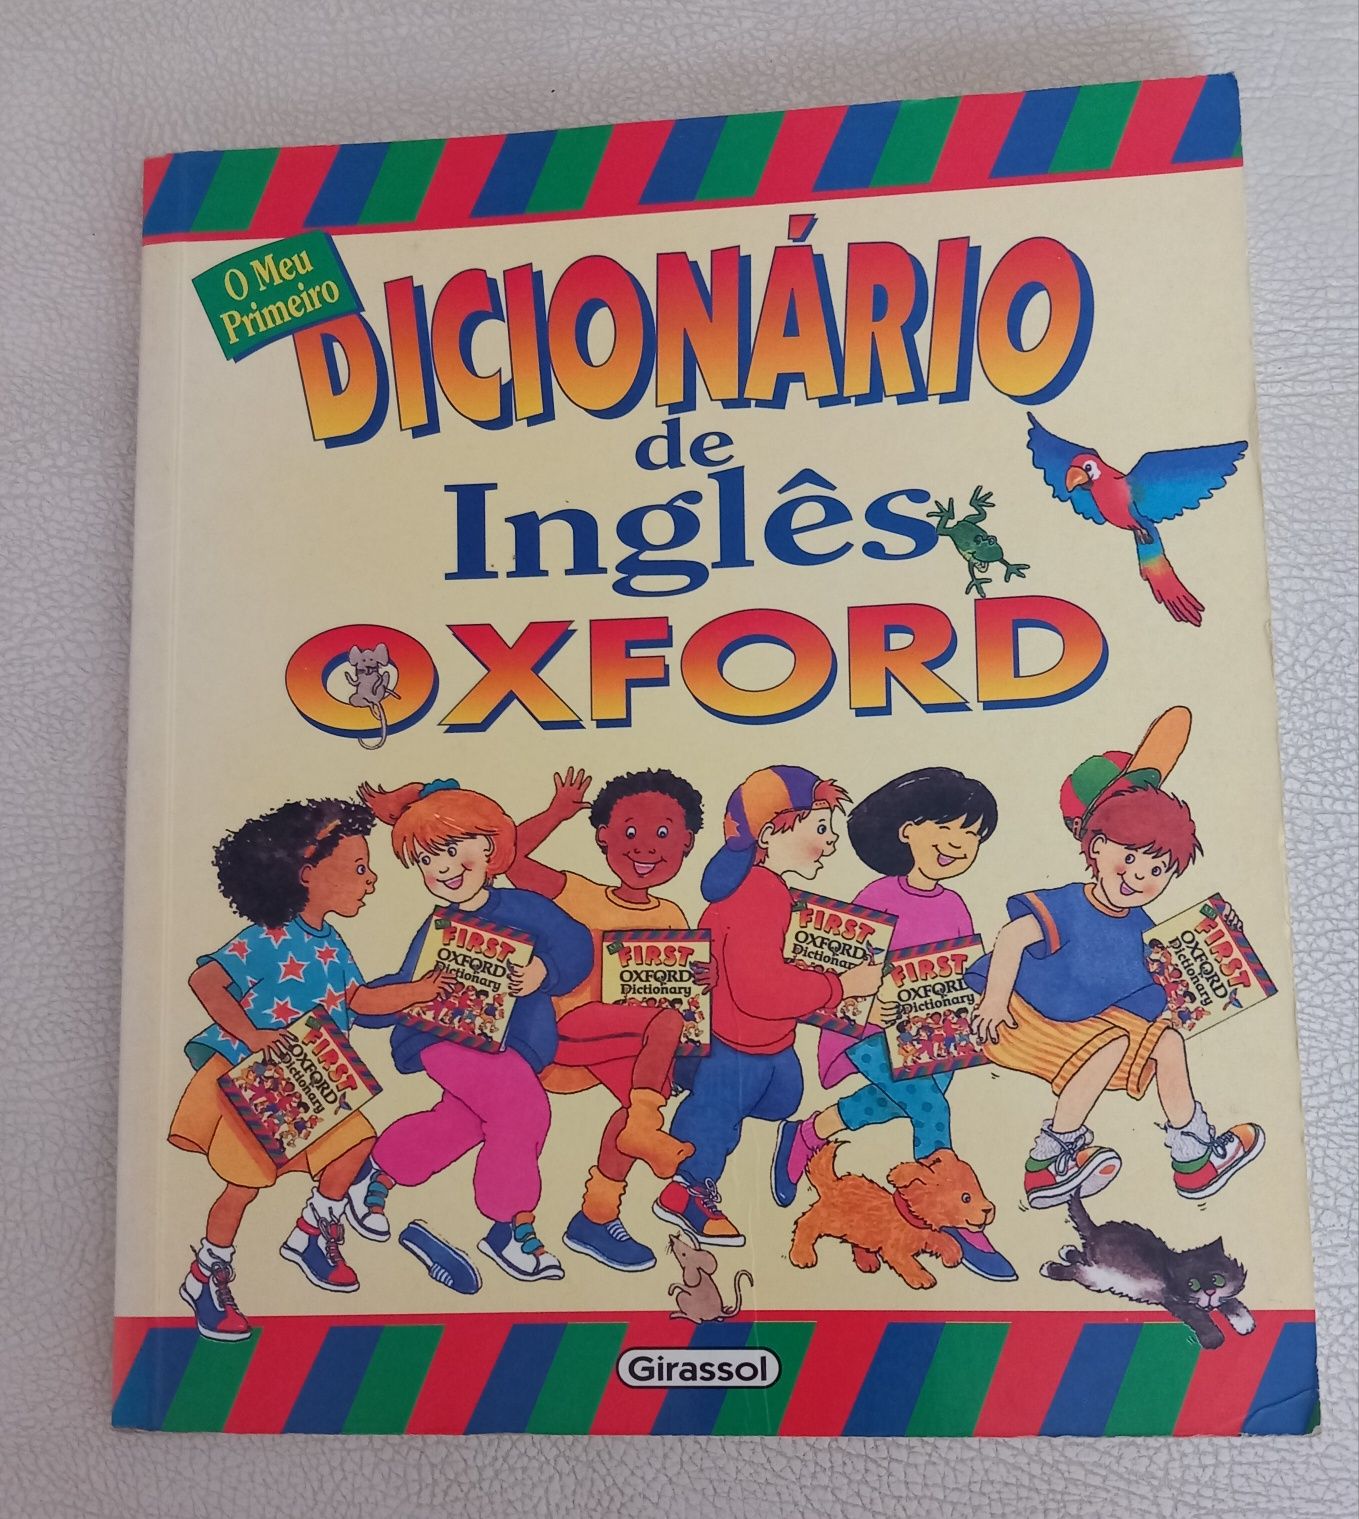 O Meu
Primeiro
DICIONÁRIO
de
Inglês
OXFORD
FIRST
OXFORD
Dictionary
FIRST
OXFORD
Dictionary
FIRST
OXFORD
Dictionary
FIRST
OXFORD
Dictionary
FIRST
OXFORD
Dictionary
FIRST
OXFORD
Dictionary
Girassol